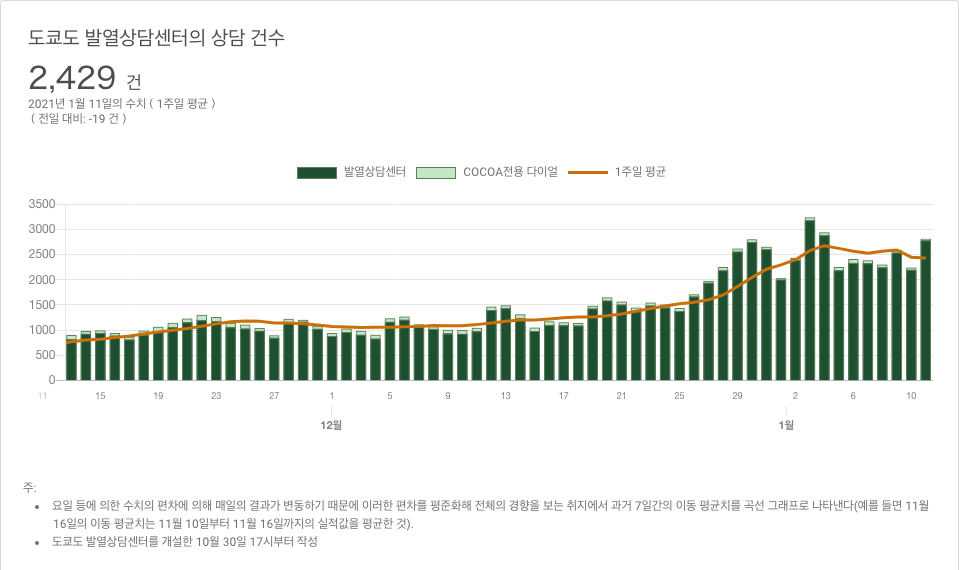 도쿄도 발열상담센터의 상담 건수
2,429 건
2021년 1월 11일의 수치 ( 1주일 평균 )
( 전일 대비: -19 건 )
발열상담센터 COCOA전용 다이얼 1주일 평균
3500
3000
2500
2000
1500
1000
500
0
11 15 19 23 27 1 5 9 13 17 21 25 29 2 6 10
12월 1월
주:
• 요일 등에 의한 수치의 편차에 의해 매일의 결과가 변동하기 때문에 이러한 편차를 평준화해 전체의 경향을 보는 취지에서 과거 7일간의 이동 평균치를 곡선 그래프로 나타낸다(예를 들면 11월
16일의 이동 평균치는 11월 10일부터 11월 16일까지의 실적값을 평균한 것).
• 도쿄도 발열상담센터를 개설한 10월 30일 17시부터 작성